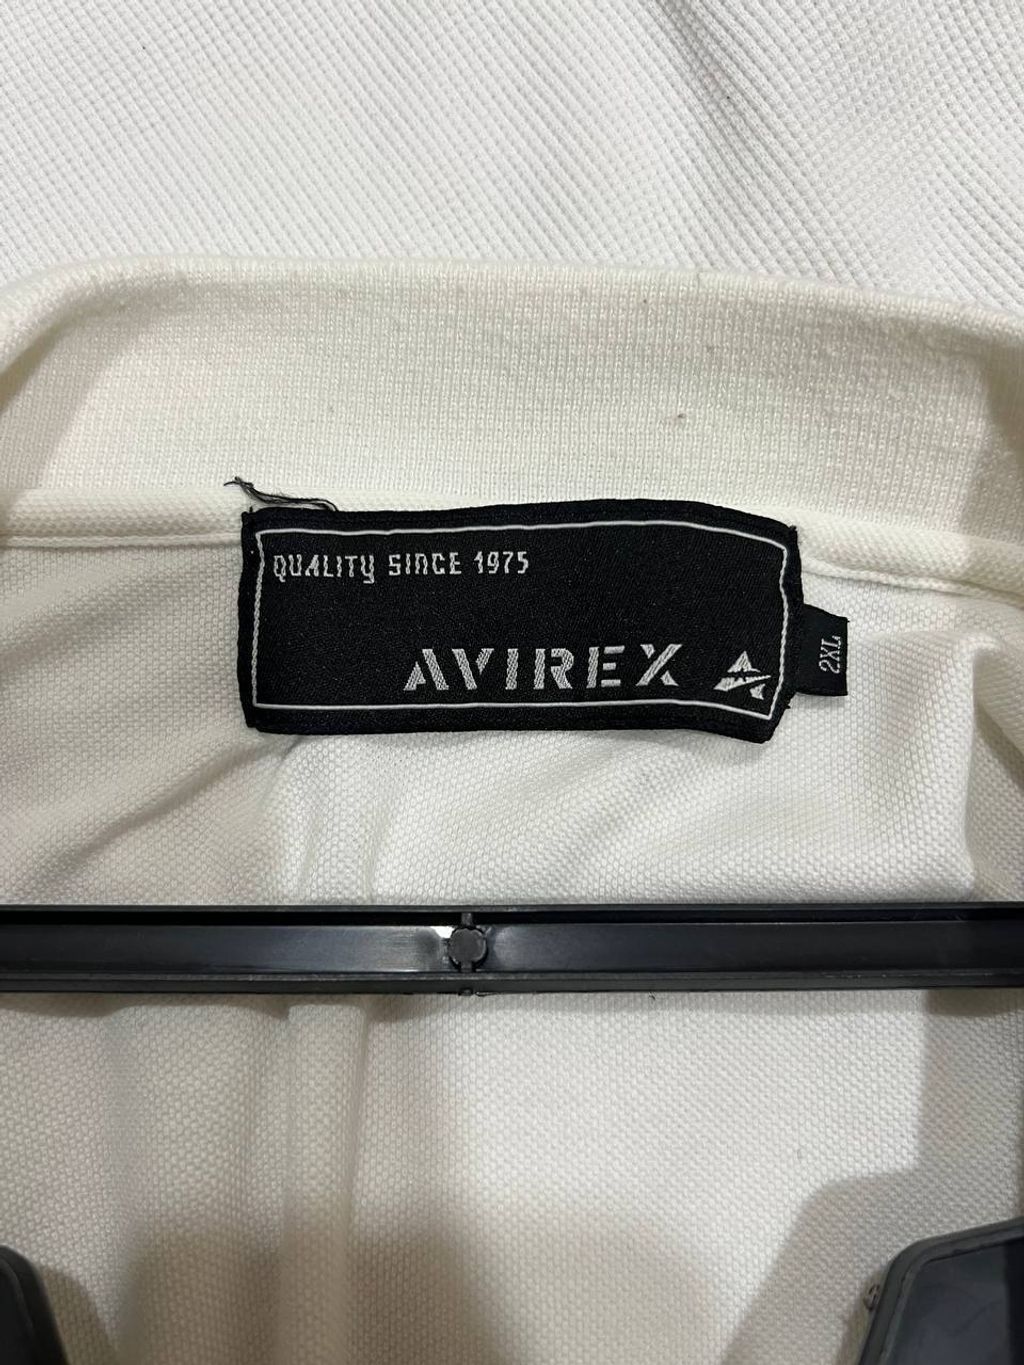 QUALITY SINCE 1975
AVIREX
2XL